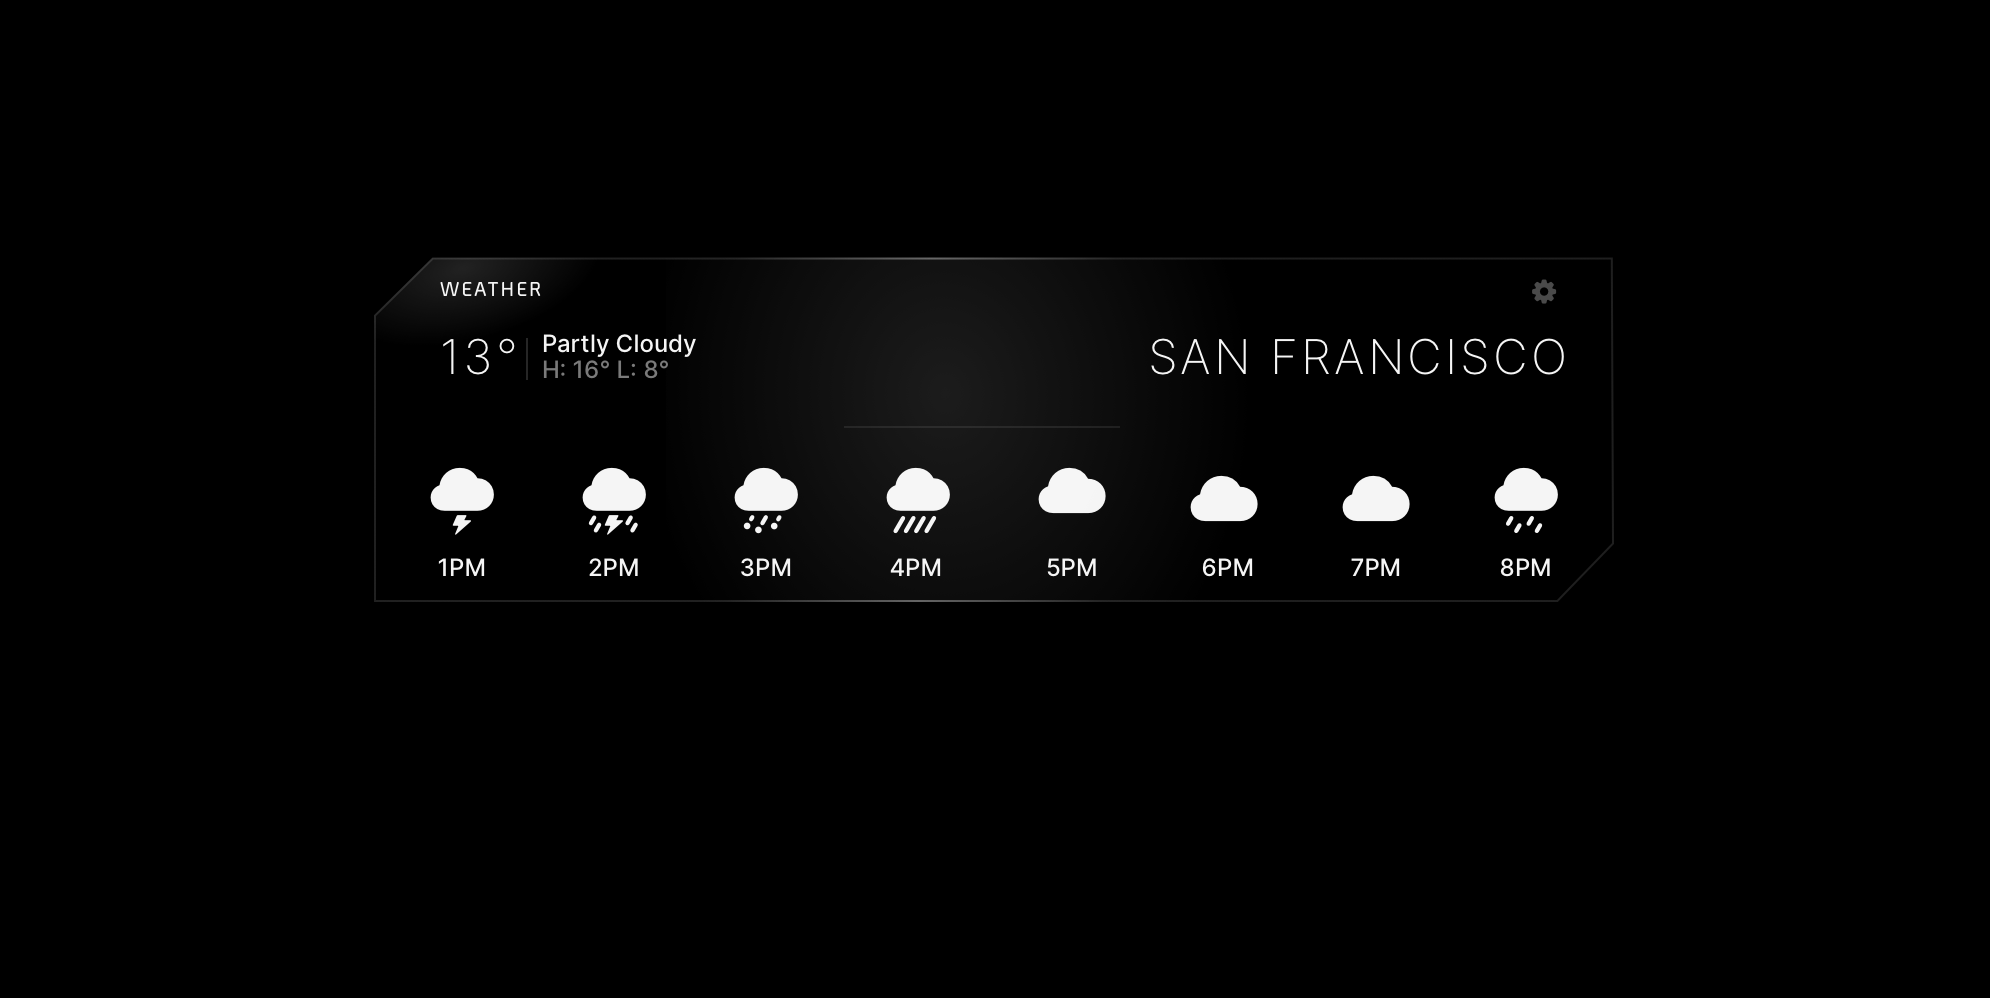 WEATHER
13°
Partly Cloudy
H: 16° L: 8°
SAN FRANCISCO
1PM 2PM 3PM 4PM 5PM 6PM 7PM 8PM